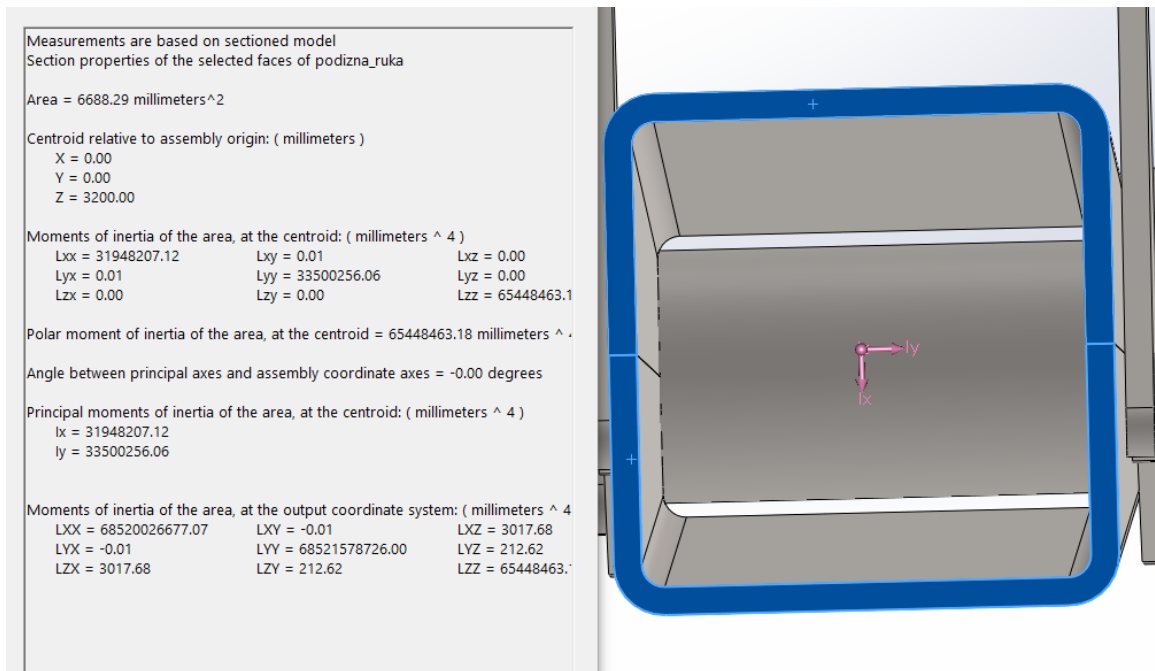 Measurements are based on sectioned model
Section properties of the selected faces of podizna_ruka
Area = 6688.29 millimeters^2
Centroid relative to assembly origin: ( millimeters )
X = 0.00
Y = 0.00
Z = 3200.00
Moments of inertia of the area, at the centroid: ( millimeters ^ 4 )
Lxx = 31948207.12 Lxy = 0.01 Lxz = 0.00
Lyx = 0.01 Lyy = 33500256.06 Lyz = 0.00
Lzx = 0.00 Lzy = 0.00 Lzz = 65448463.1
Polar moment of inertia of the area, at the centroid = 65448463.18 millimeters ^
Angle between principal axes and assembly coordinate axes = -0.00 degrees
Principal moments of inertia of the area, at the centroid: ( millimeters ^ 4 )
Ix = 31948207.12
Iy = 33500256.06
Moments of inertia of the area, at the output coordinate system: ( millimeters ^ 4
LXX = 68520026677.07 LXY = -0.01 LXZ = 3017.68
LYX = -0.01 LYY = 68521578726.00 LYZ = 212.62
LZX = 3017.68 LZY = 212.62 LZZ = 65448463.
Iy
Ix